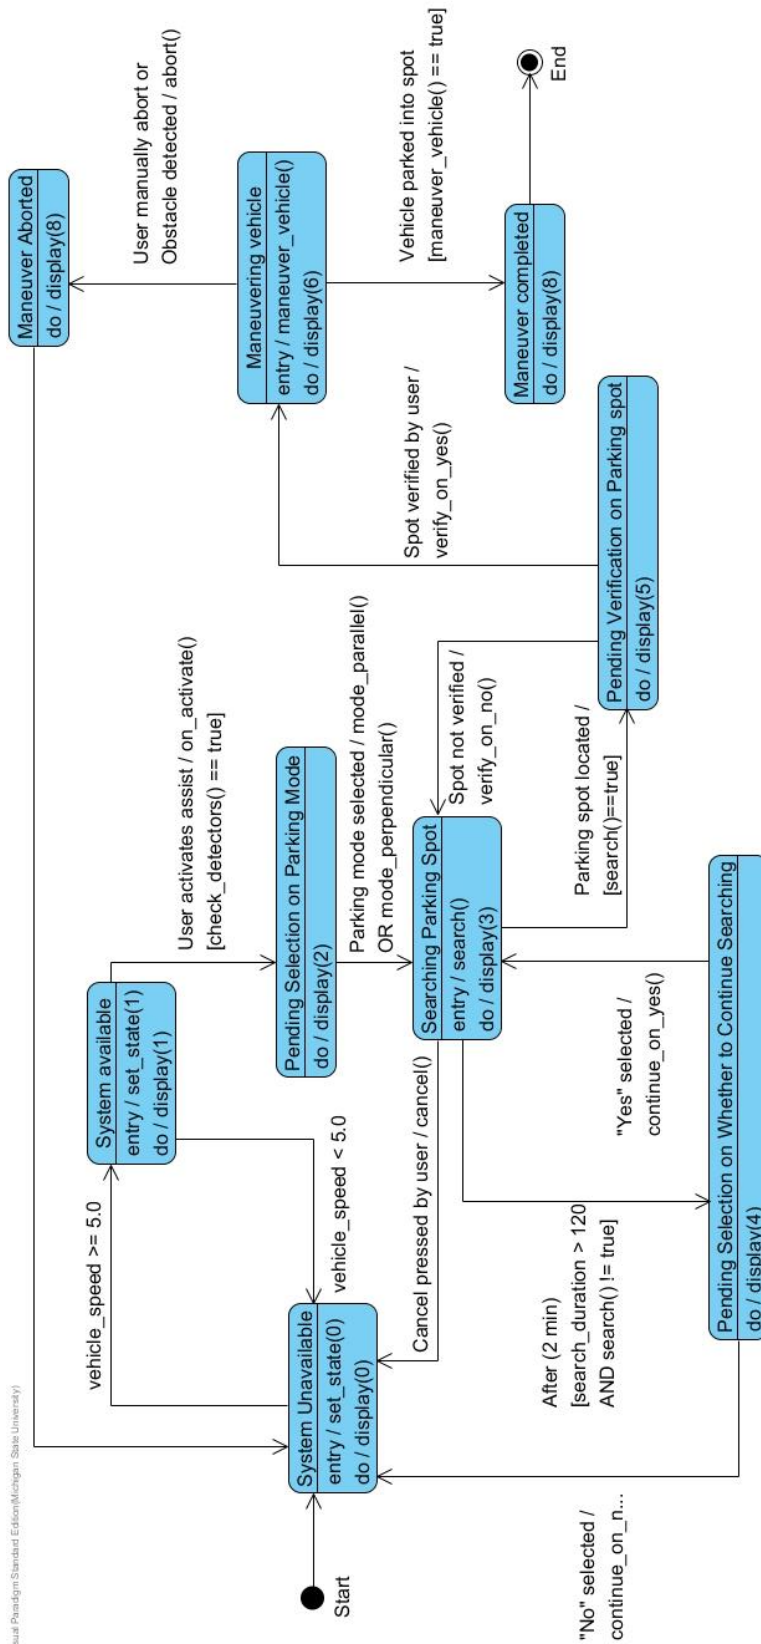 sual Paradigm Standard Edition(Michigan State University)
Start
System Unavailable
entry / set_state(0)
do / display(0)
vehicle_speed >= 5.0
vehicle_speed < 5.0
System available
entry / set_state(1)
do / display(1)
User activates assist / on_activate()
[check_detectors() == true]
Pending Selection on Parking Mode
do / display(2)
Parking mode selected / mode_parallel()
OR mode_perpendicular()
Searching Parking Spot
entry / search()
do / display(3)
Cancel pressed by user / cancel()
After (2 min)
[search_duration > 120
AND search() != true]
"Yes" selected /
continue_on_yes()
"No" selected /
continue_on_n...
Pending Selection on Whether to Continue Searching
do / display(4)
Parking spot located /
[search()==true]
Spot not verified /
verify_on_no()
Pending Verification on Parking spot
do / display(5)
Spot verified by user /
verify_on_yes()
Maneuvering vehicle
entry / maneuver_vehicle()
do / display(6)
User manually abort or
Obstacle detected / abort()
Maneuver Aborted
do / display(8)
Vehicle parked into spot
[maneuver_vehicle() == true]
Maneuver completed
do / display(8)
End